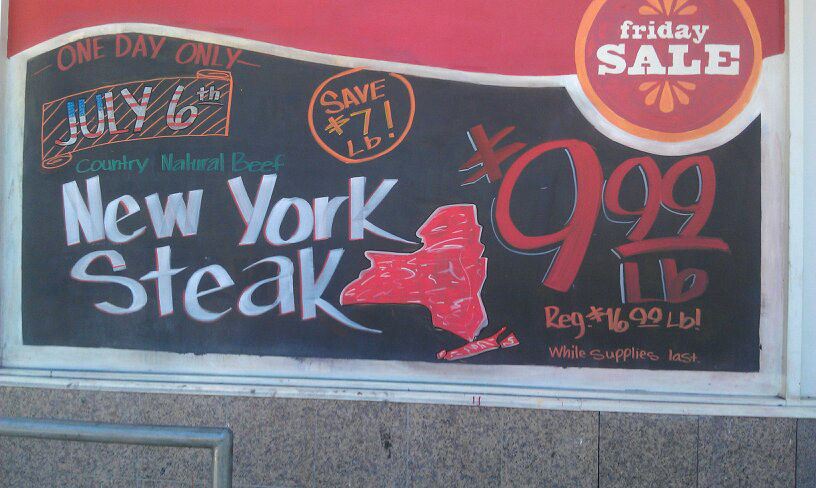 ONE DAY ONLY
JULY 6th
SAVE
$7!
Lb!
friday
SALE
Country Natural Beef
New York
Steak
$9 99
Lb
Reg. $16 99 Lb!
While supplies last.